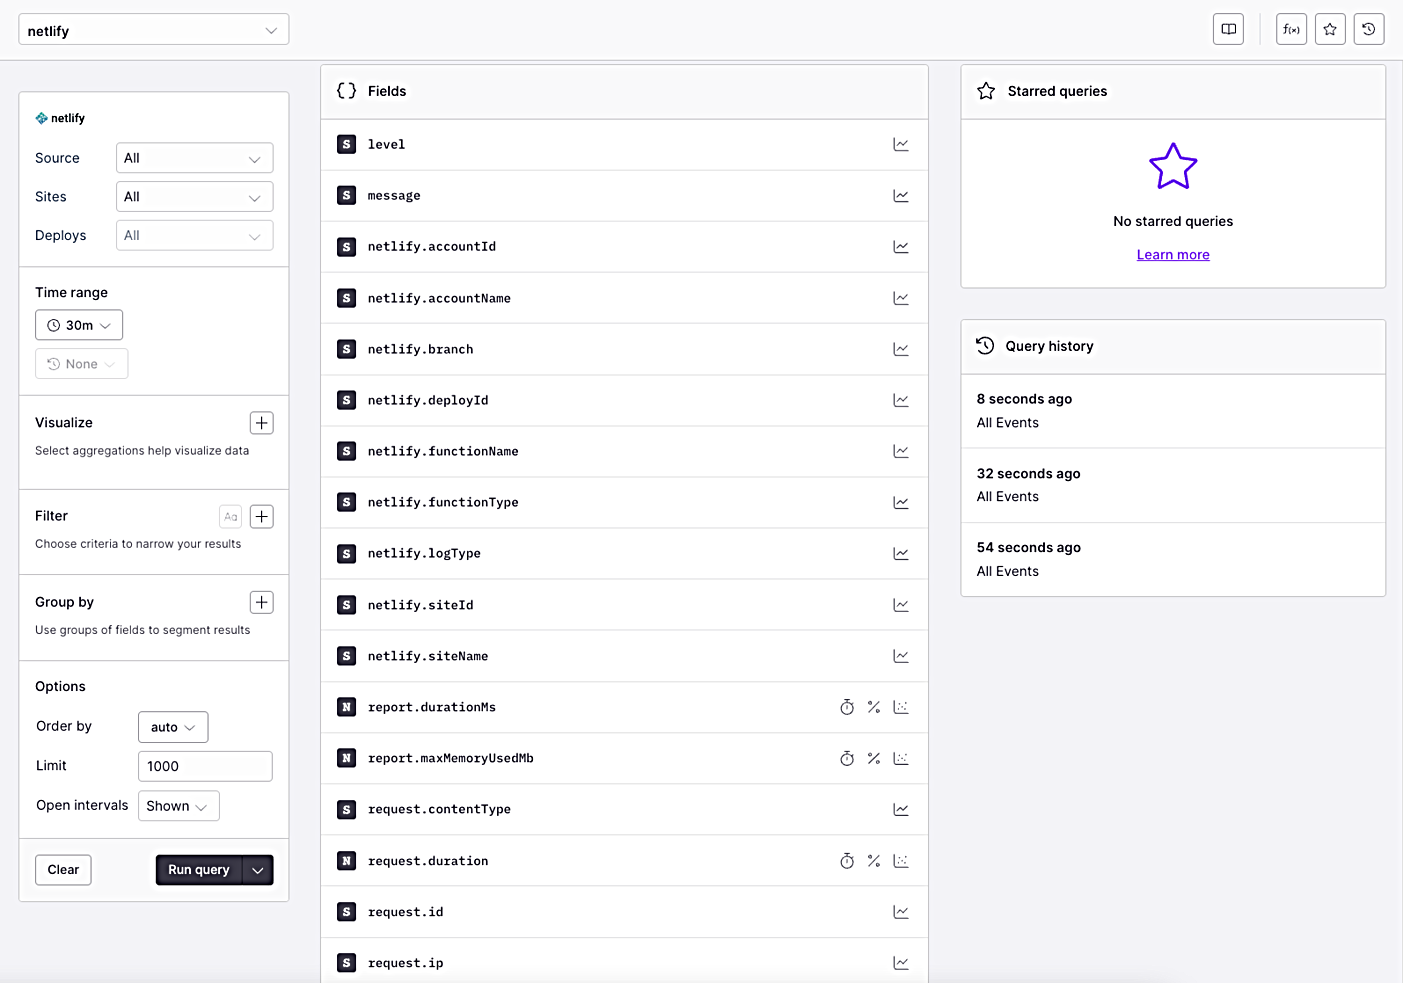 netlify
f(x)
netlify
Source
All
Sites
All
Deploys
All
Time range
30m
None
Visualize
Select aggregations help visualize data
Filter
Aa
Choose criteria to narrow your results
Group by
Use groups of fields to segment results
Options
Order by
auto
Limit
1000
Open intervals
Shown
Clear
Run query
{} Fields
S level
S message
S netlify.accountId
S netlify.accountName
S netlify.branch
S netlify.deployId
S netlify.functionName
S netlify.functionType
S netlify.logType
S netlify.siteId
S netlify.siteName
N report.durationMs %
N report.maxMemoryUsedMb %
S request.contentType
N request.duration %
S request.id
S request.ip
Starred queries
No starred queries
Learn more
Query history
8 seconds ago
All Events
32 seconds ago
All Events
54 seconds ago
All Events